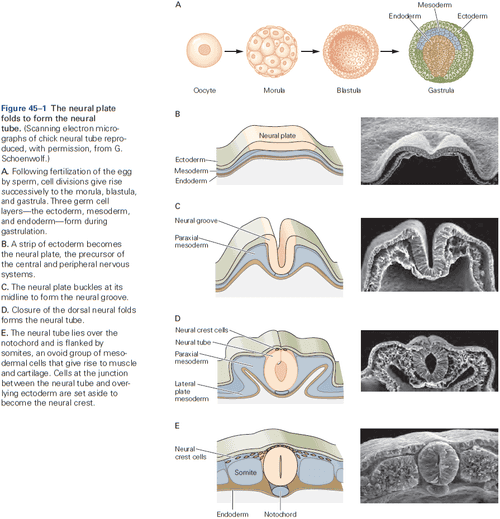 A
Mesoderm
Endoderm
Ectoderm
Oocyte
Morula
Blastula
Gastrula
Figure 45–1 The neural plate
folds to form the neural
tube. (Scanning electron micro-
graphs of chick neural tube repro-
duced, with permission, from G.
Schoenwolf.)
A. Following fertilization of the egg
by sperm, cell divisions give rise
successively to the morula, blastula,
and gastrula. Three germ cell
layers—the ectoderm, mesoderm,
and endoderm—form during
gastrulation.
B. A strip of ectoderm becomes
the neural plate, the precursor of
the central and peripheral nervous
systems.
C. The neural plate buckles at its
midline to form the neural groove.
D. Closure of the dorsal neural folds
forms the neural tube.
E. The neural tube lies over the
notochord and is flanked by
somites, an ovoid group of meso-
dermal cells that give rise to muscle
and cartilage. Cells at the junction
between the neural tube and over-
lying ectoderm are set aside to
become the neural crest.
B
Neural plate
Ectoderm
Mesoderm
Endoderm
C
Neural groove
Paraxial
mesoderm
D
Neural crest cells
Neural tube
Paraxial
mesoderm
Lateral
plate
mesoderm
E
Neural
crest cells
Somite
Endoderm
Notochord